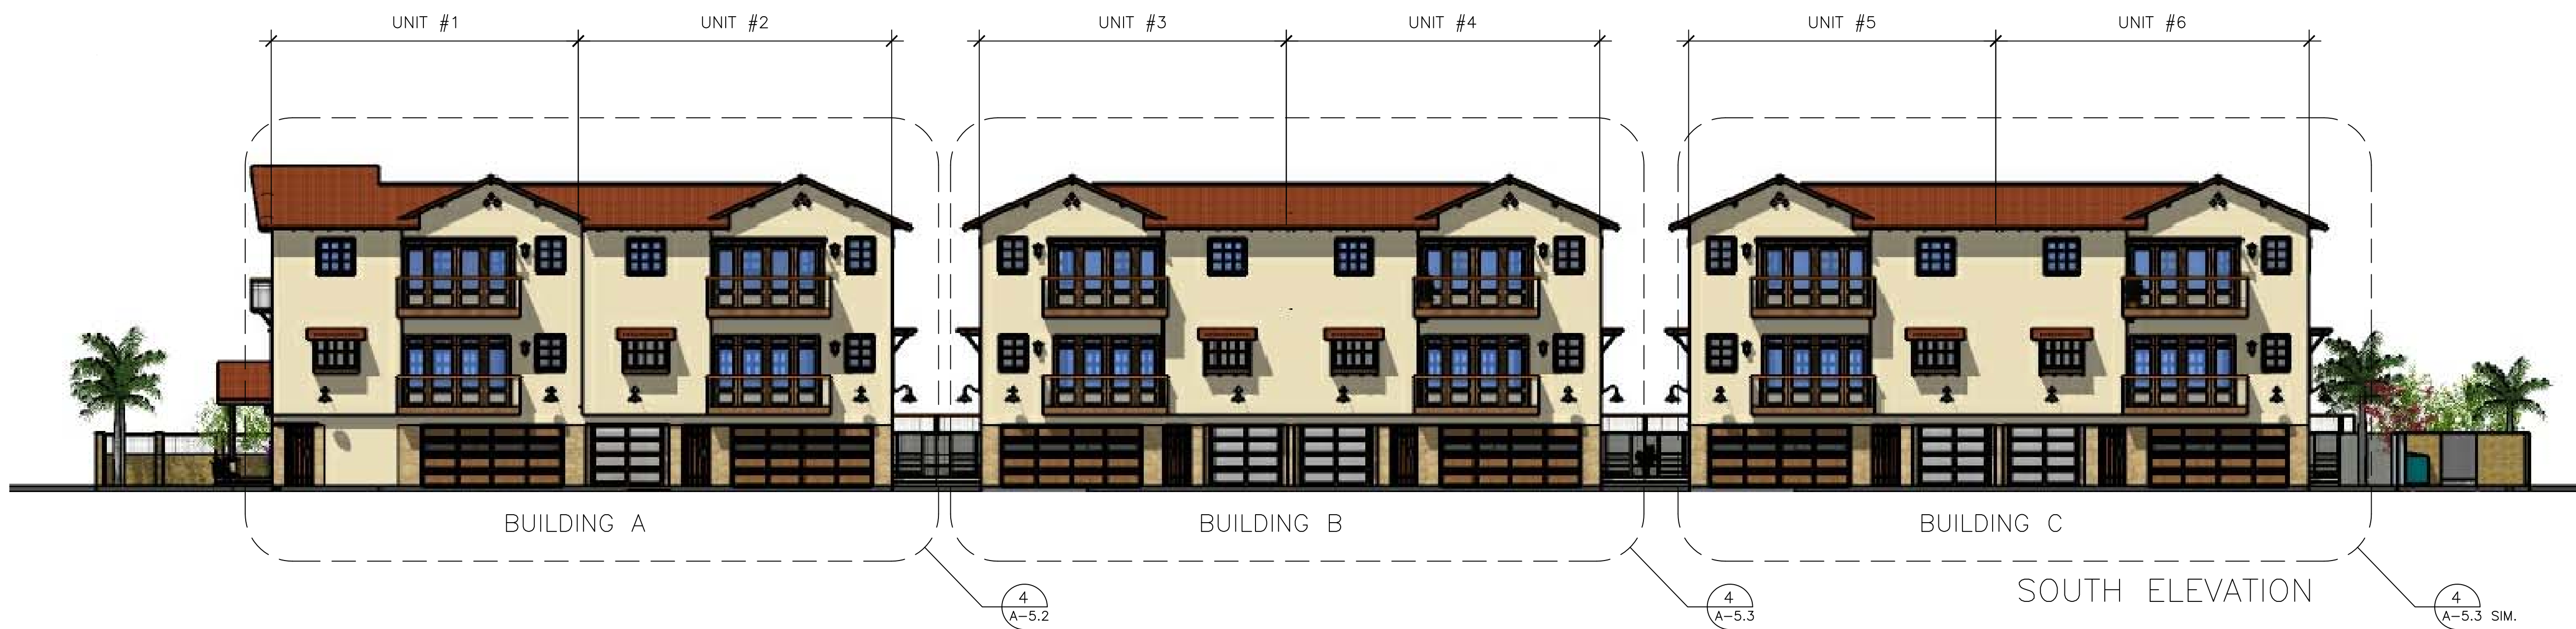 UNIT #1
UNIT #2
UNIT #3
UNIT #4
UNIT #5
UNIT #6
BUILDING A
BUILDING B
BUILDING C
SOUTH ELEVATION
4
A-5.2
4
A-5.3
4
A-5.3 SIM.